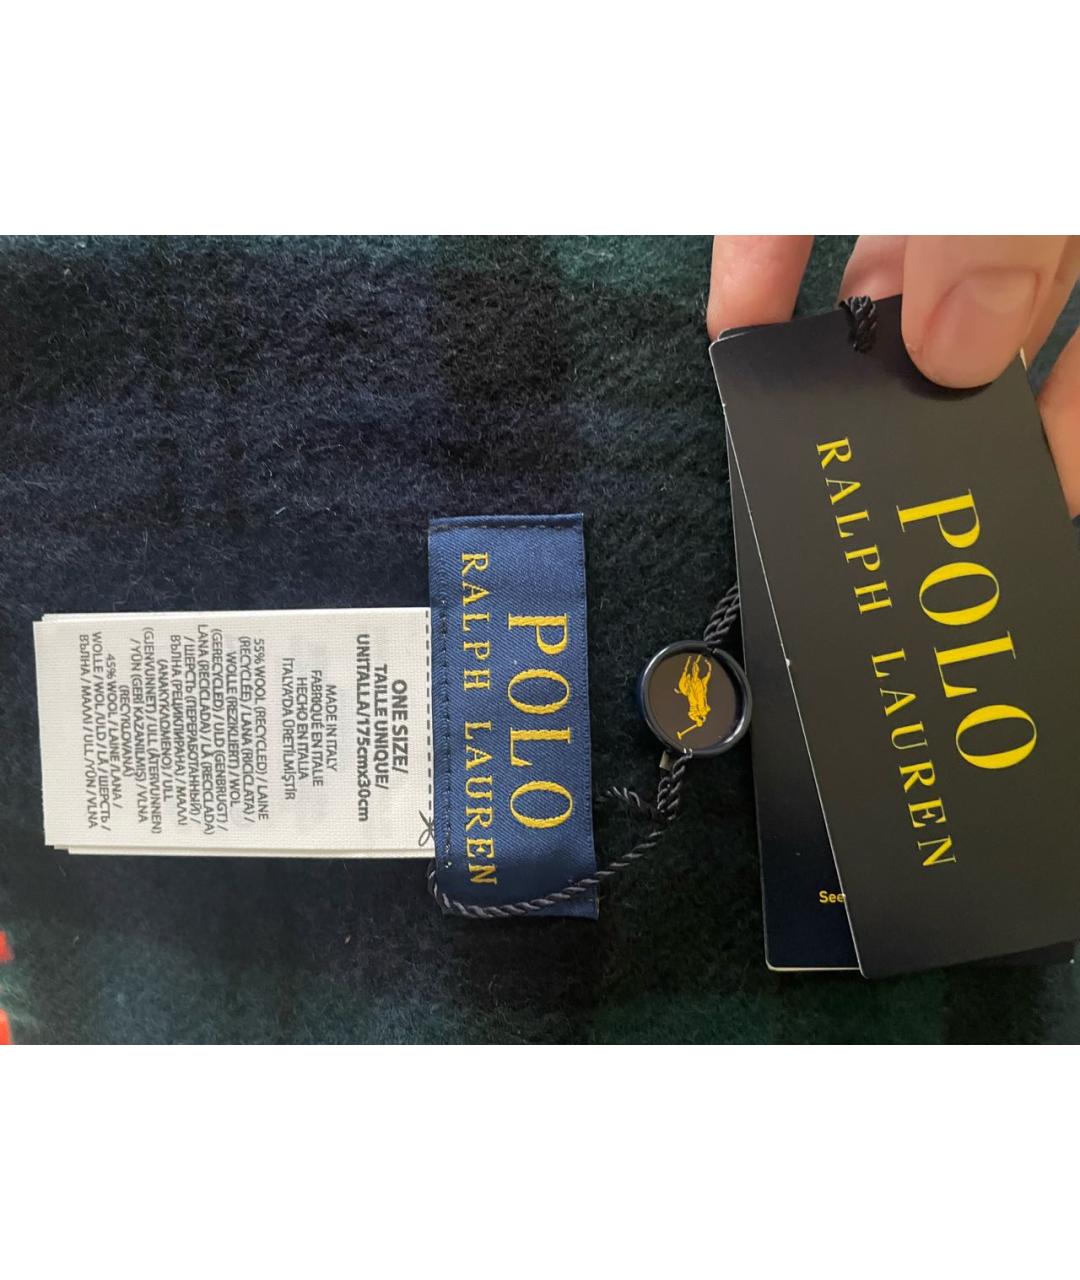 POLO
RALPH LAUREN
See
POLO
RALPH LAUREN
ONE SIZE/
TAILLE UNIQUE/
UNITALLA/175cmx30cm
MADE IN ITALY
FABRIQUÉ EN ITALIE
HECHO EN ITALIA
İTALYA'DA ÜRETİLMİŞTİR
55% WOOL (RECYCLED) / LAINE
(RECYCLÉE) / LANA (RICICLATA) /
WOLLE (REZIKLIERT) / WOL
(GERECYCLED) / ULD (GENBRUGT) /
LANA (RECICLADA) / LÃ (RECICLADA)
/ ШЕРСТЬ (ПЕРЕРАБОТАННЫЙ) /
ВЪЛНА (РЕЦИКЛИРАНА) / ΜΑΛΛΙ
(ΑΝΑΚΥΚΛΩΜΕΝΟ) / ULL
(GJENVUNNET) / ULL (ÅTERVUNNEN)
/ YÜN (GERİ KAZANILMIŞ) / VLNA
(RECYKLOVANÁ)
45% WOOL / LAINE / LANA /
WOLLE / WOL / ULD / LÃ / ШЕРСТЬ /
ВЪЛНА / ΜΑΛΛΙ / ULL / YÜN / VLNA